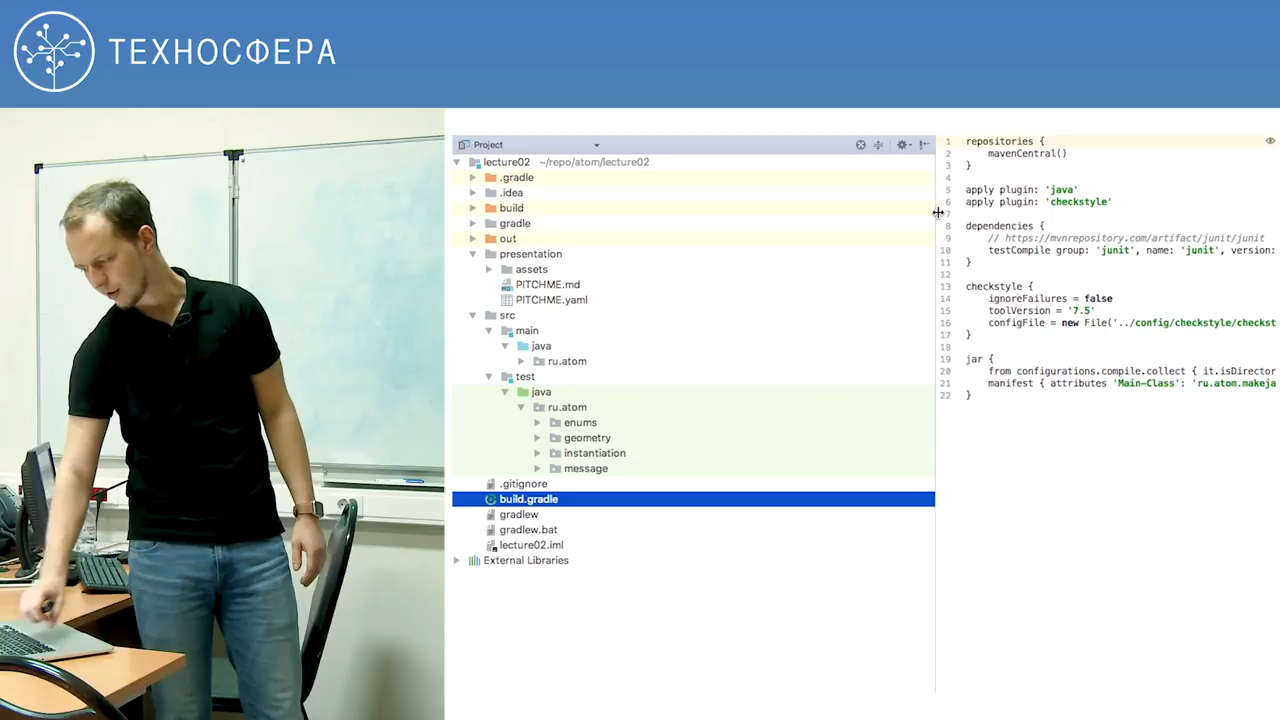 ТЕХНОСФЕРА
Project
lecture02 ~/repo/atom/lecture02
.gradle
.idea
build
gradle
out
presentation
assets
PITCHME.md
PITCHME.yaml
src
main
java
ru.atom
test
java
ru.atom
enums
geometry
instantiation
message
.gitignore
build.gradle
gradlew
gradlew.bat
lecture02.iml
External Libraries
1 repositories {
2 mavenCentral()
3 }
4
5 apply plugin: 'java'
6 apply plugin: 'checkstyle'
7
8 dependencies {
9 // https://mvnrepository.com/artifact/junit/junit
10 testCompile group: 'junit', name: 'junit', version:
11 }
12
13 checkstyle {
14 ignoreFailures = false
15 toolVersion = '7.5'
16 configFile = new File('../config/checkstyle/checkst
17 }
18
19 jar {
20 from configurations.compile.collect { it.isDirector
21 manifest { attributes 'Main-Class': 'ru.atom.makeja
22 }